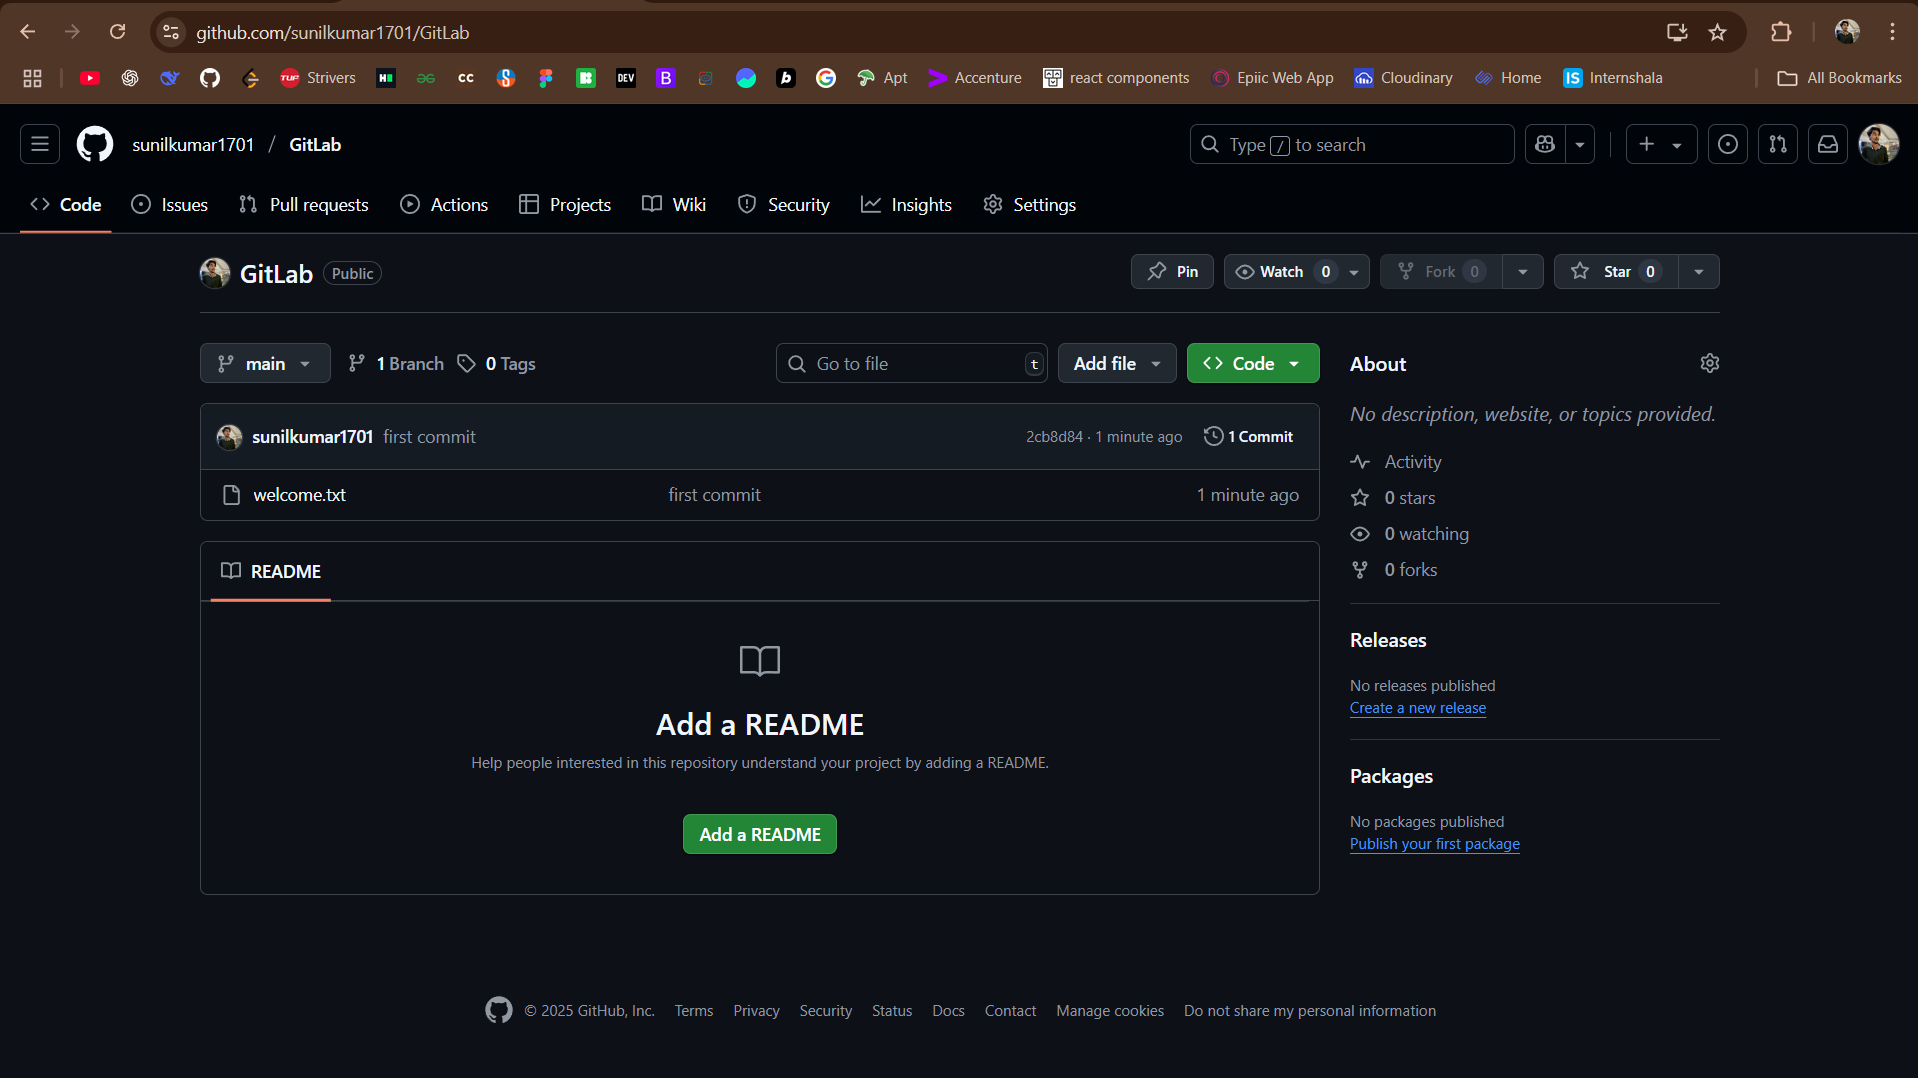 github.com/sunilkumar1701/GitLab
TUF Strivers H CC DEV B b G Apt Accenture react components Epiic Web App Cloudinary Home IS Internshala All Bookmarks
sunilkumar1701 / GitLab Type / to search
Code Issues Pull requests Actions Projects Wiki Security Insights Settings
GitLab Public Pin Watch 0 Fork 0 Star 0
main 1 Branch 0 Tags Go to file t Add file Code
sunilkumar1701 first commit 2cb8d84 · 1 minute ago 1 Commit
welcome.txt first commit 1 minute ago
README
Add a README
Help people interested in this repository understand your project by adding a README.
Add a README
About
No description, website, or topics provided.
Activity
0 stars
0 watching
0 forks
Releases
No releases published
Create a new release
Packages
No packages published
Publish your first package
© 2025 GitHub, Inc. Terms Privacy Security Status Docs Contact Manage cookies Do not share my personal information